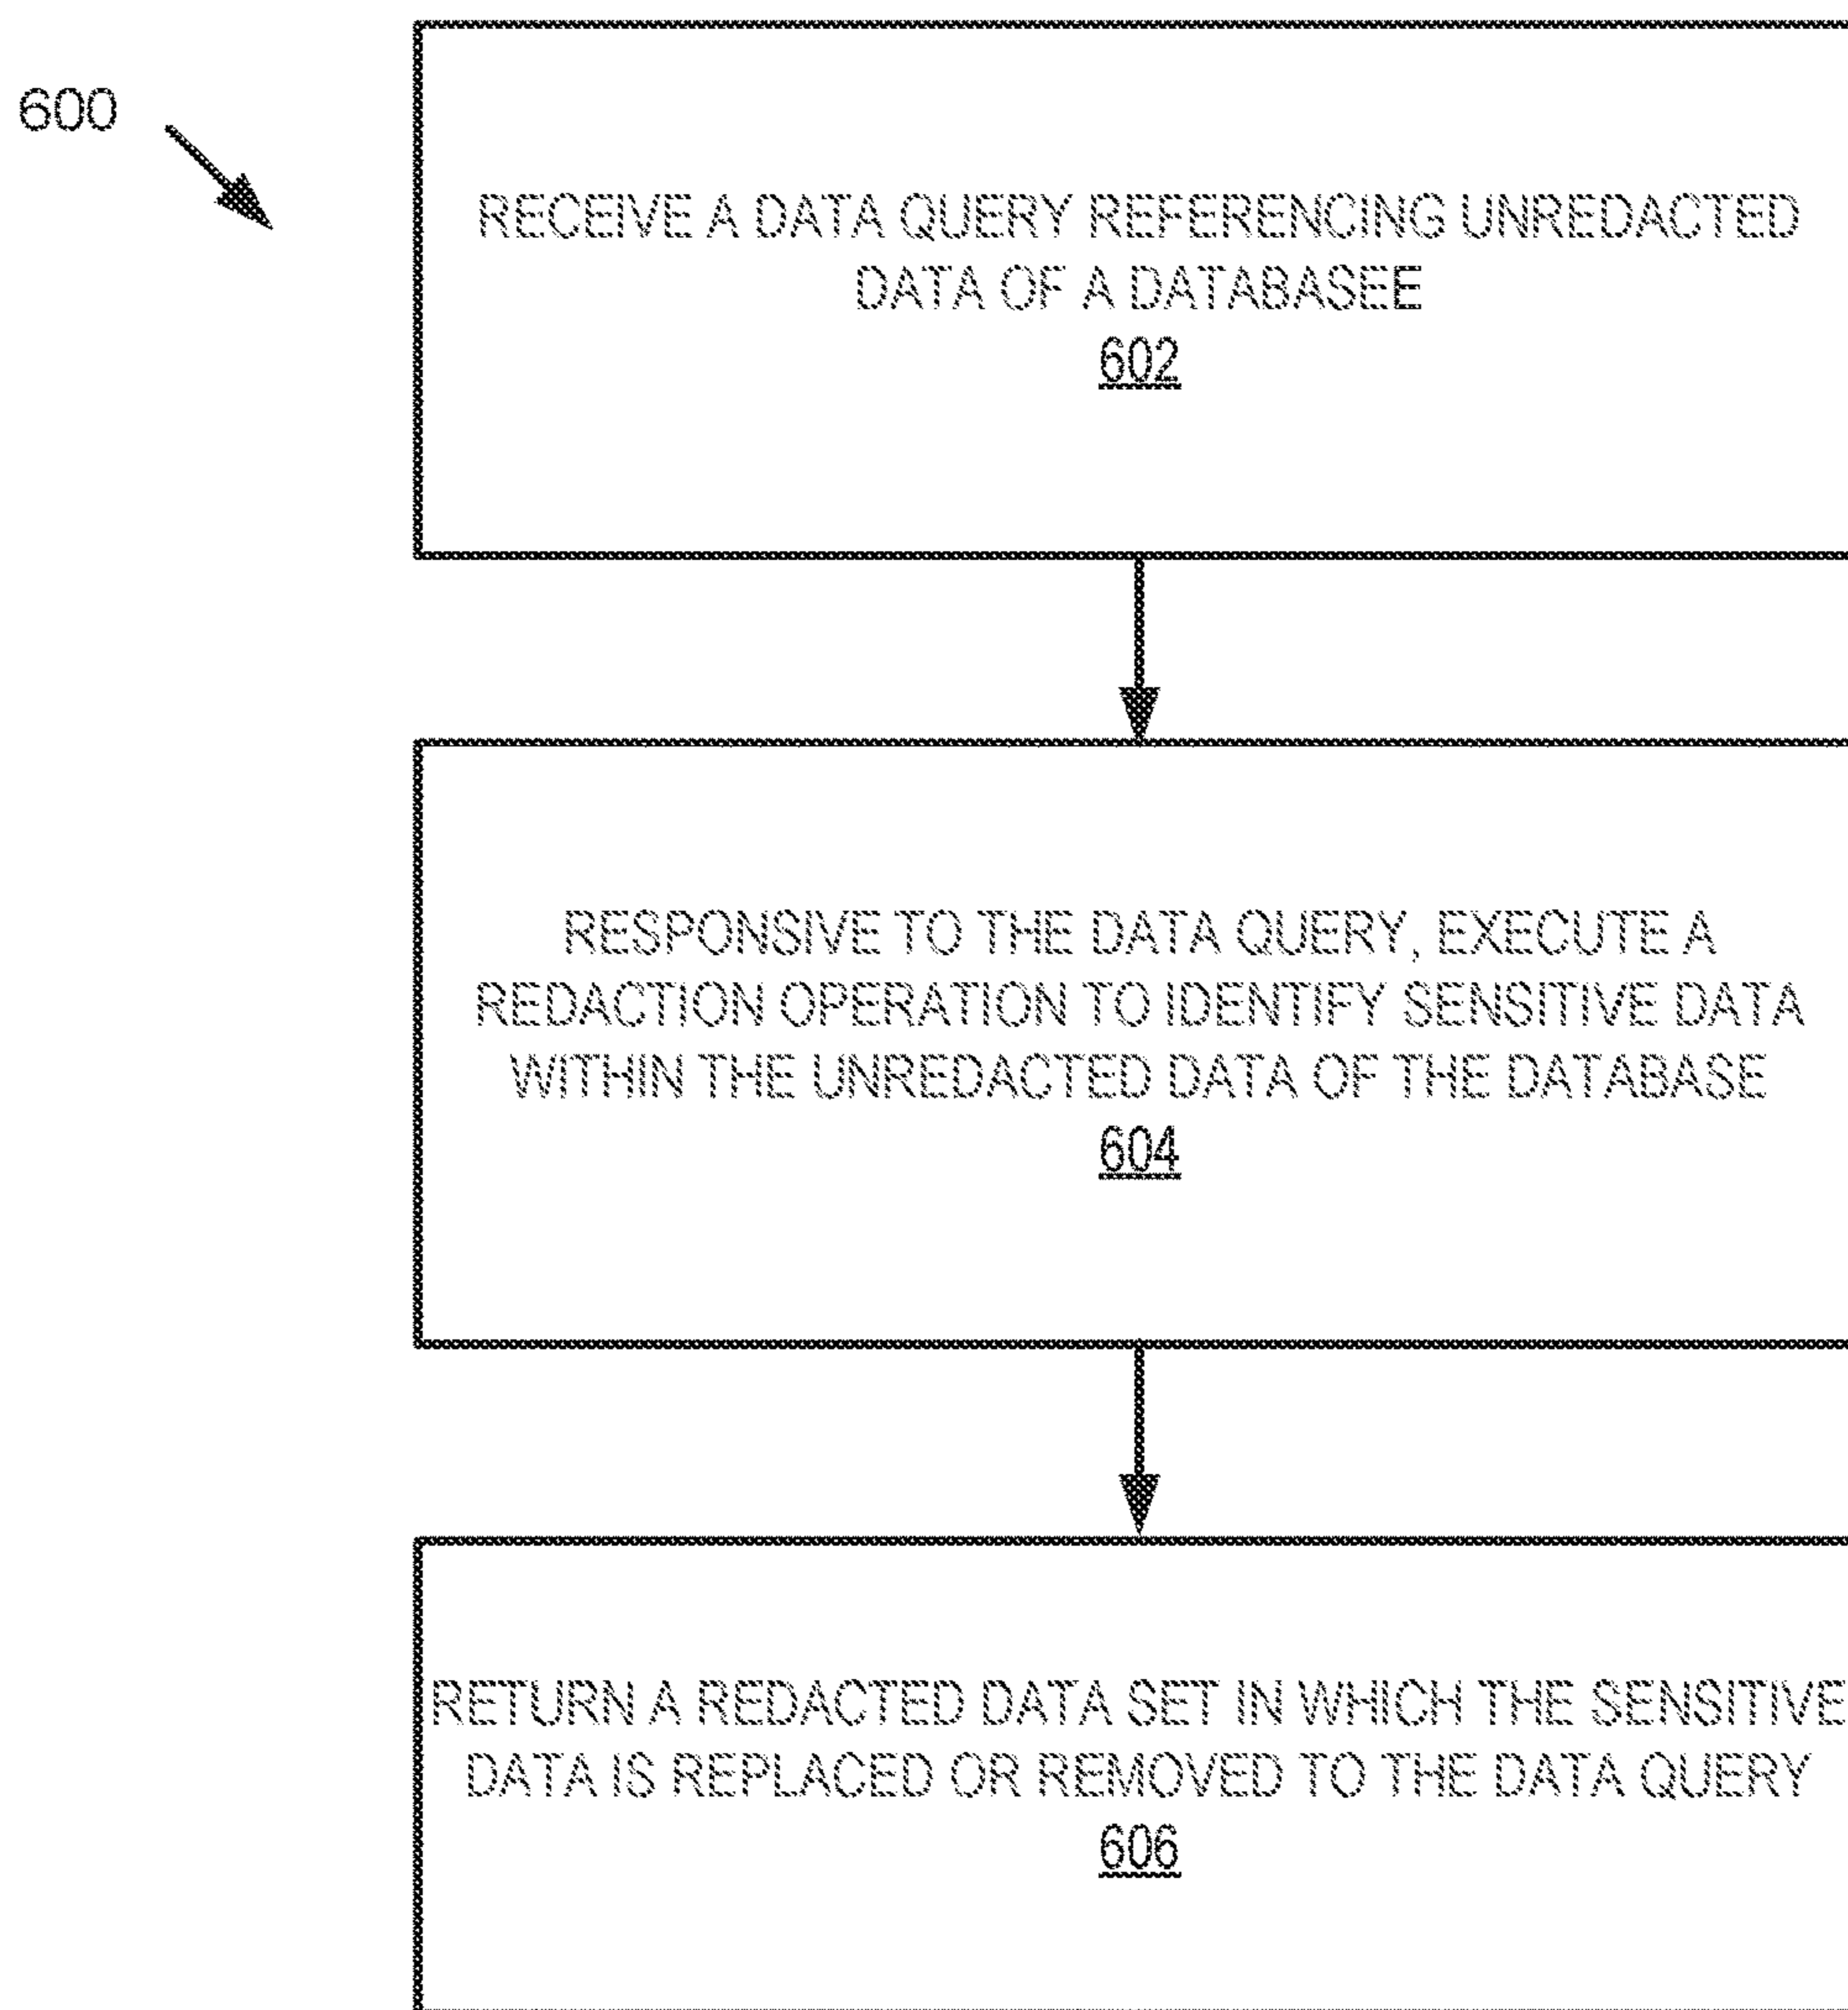 600
RECEIVE A DATA QUERY REFERENCING UNREDACTED
DATA OF A DATABASEE
602
RESPONSIVE TO THE DATA QUERY, EXECUTE A
REDACTION OPERATION TO IDENTIFY SENSITIVE DATA
WITHIN THE UNREDACTED DATA OF THE DATABASE
604
RETURN A REDACTED DATA SET IN WHICH THE SENSITIVE
DATA IS REPLACED OR REMOVED TO THE DATA QUERY
606